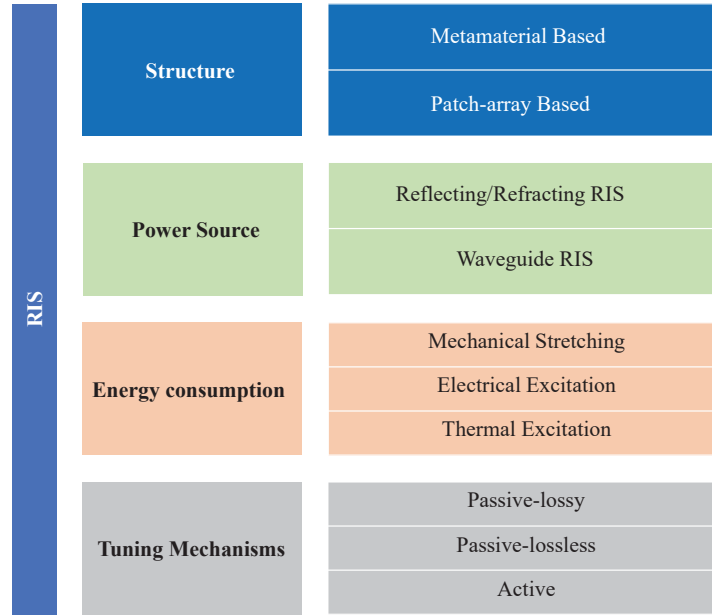 RIS
Structure
Metamaterial Based
Patch-array Based
Power Source
Reflecting/Refracting RIS
Waveguide RIS
Energy consumption
Mechanical Stretching
Electrical Excitation
Thermal Excitation
Tuning Mechanisms
Passive-lossy
Passive-lossless
Active